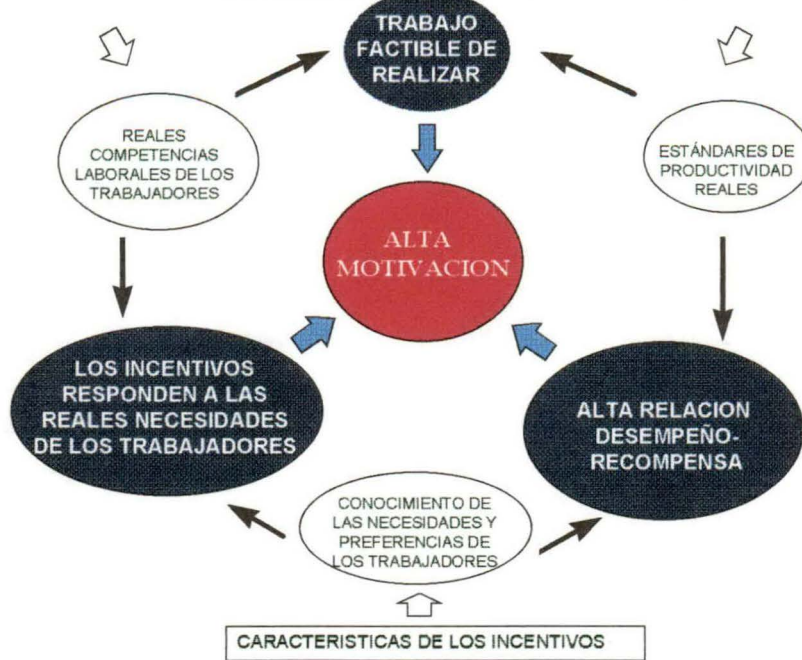 TRABAJO
FACTIBLE DE
REALIZAR
REALES
COMPETENCIAS
LABORALES DE LOS
TRABAJADORES
ESTÁNDARES DE
PRODUCTIVIDAD
REALES
ALTA
MOTIVACION
LOS INCENTIVOS
RESPONDEN A LAS
REALES NECESIDADES
DE LOS TRABAJADORES
ALTA RELACION
DESEMPEÑO-
RECOMPENSA
CONOCIMIENTO DE
LAS NECESIDADES Y
PREFERENCIAS DE
LOS TRABAJADORES
CARACTERISTICAS DE LOS INCENTIVOS